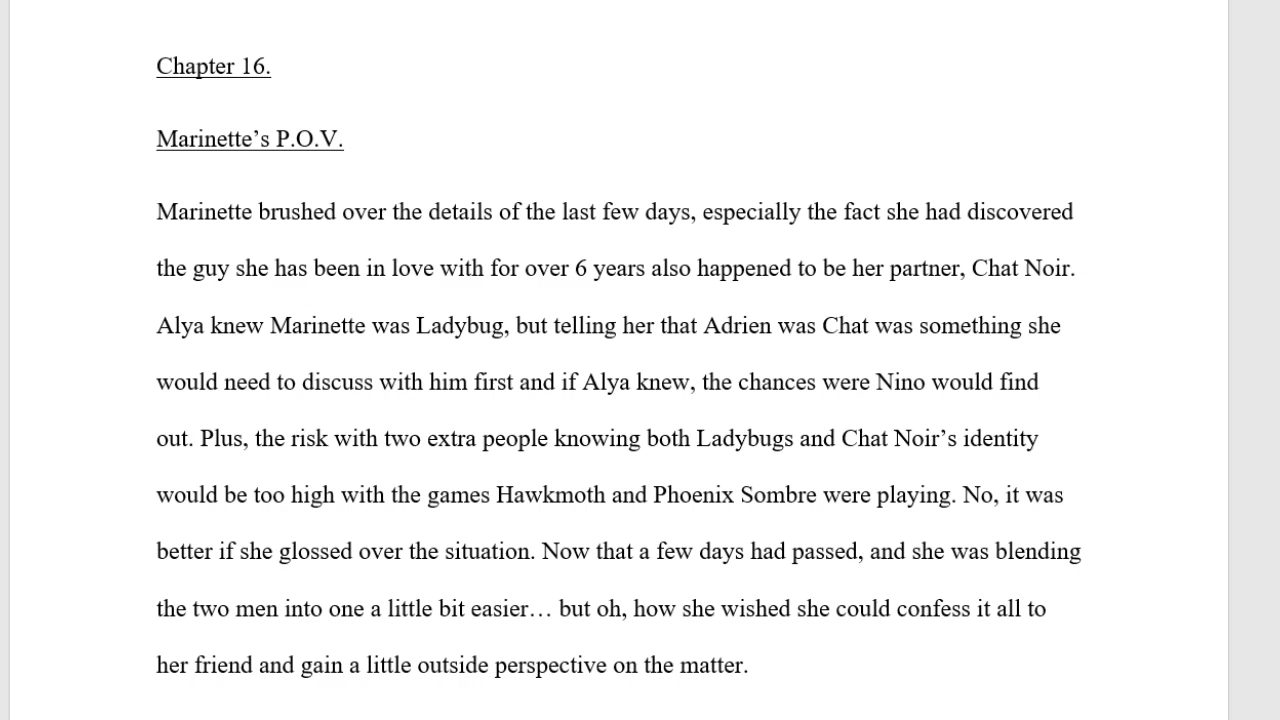 Chapter 16.
Marinette’s P.O.V.
Marinette brushed over the details of the last few days, especially the fact she had discovered
the guy she has been in love with for over 6 years also happened to be her partner, Chat Noir.
Alya knew Marinette was Ladybug, but telling her that Adrien was Chat was something she
would need to discuss with him first and if Alya knew, the chances were Nino would find
out. Plus, the risk with two extra people knowing both Ladybugs and Chat Noir’s identity
would be too high with the games Hawkmoth and Phoenix Sombre were playing. No, it was
better if she glossed over the situation. Now that a few days had passed, and she was blending
the two men into one a little bit easier… but oh, how she wished she could confess it all to
her friend and gain a little outside perspective on the matter.